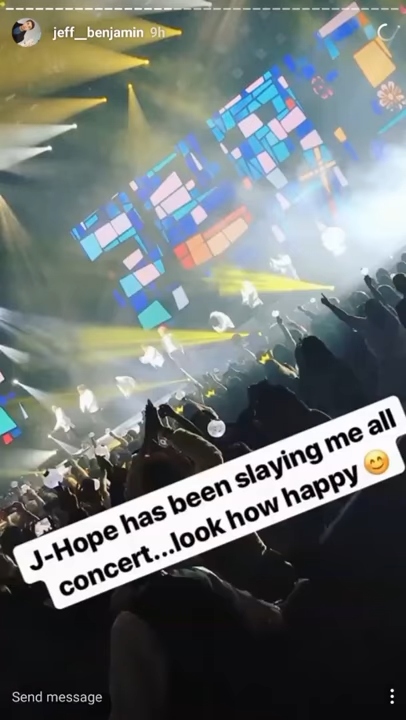 jeff__benjamin 9h
J-Hope has been slaying me all
concert...look how happy 😊
Send message